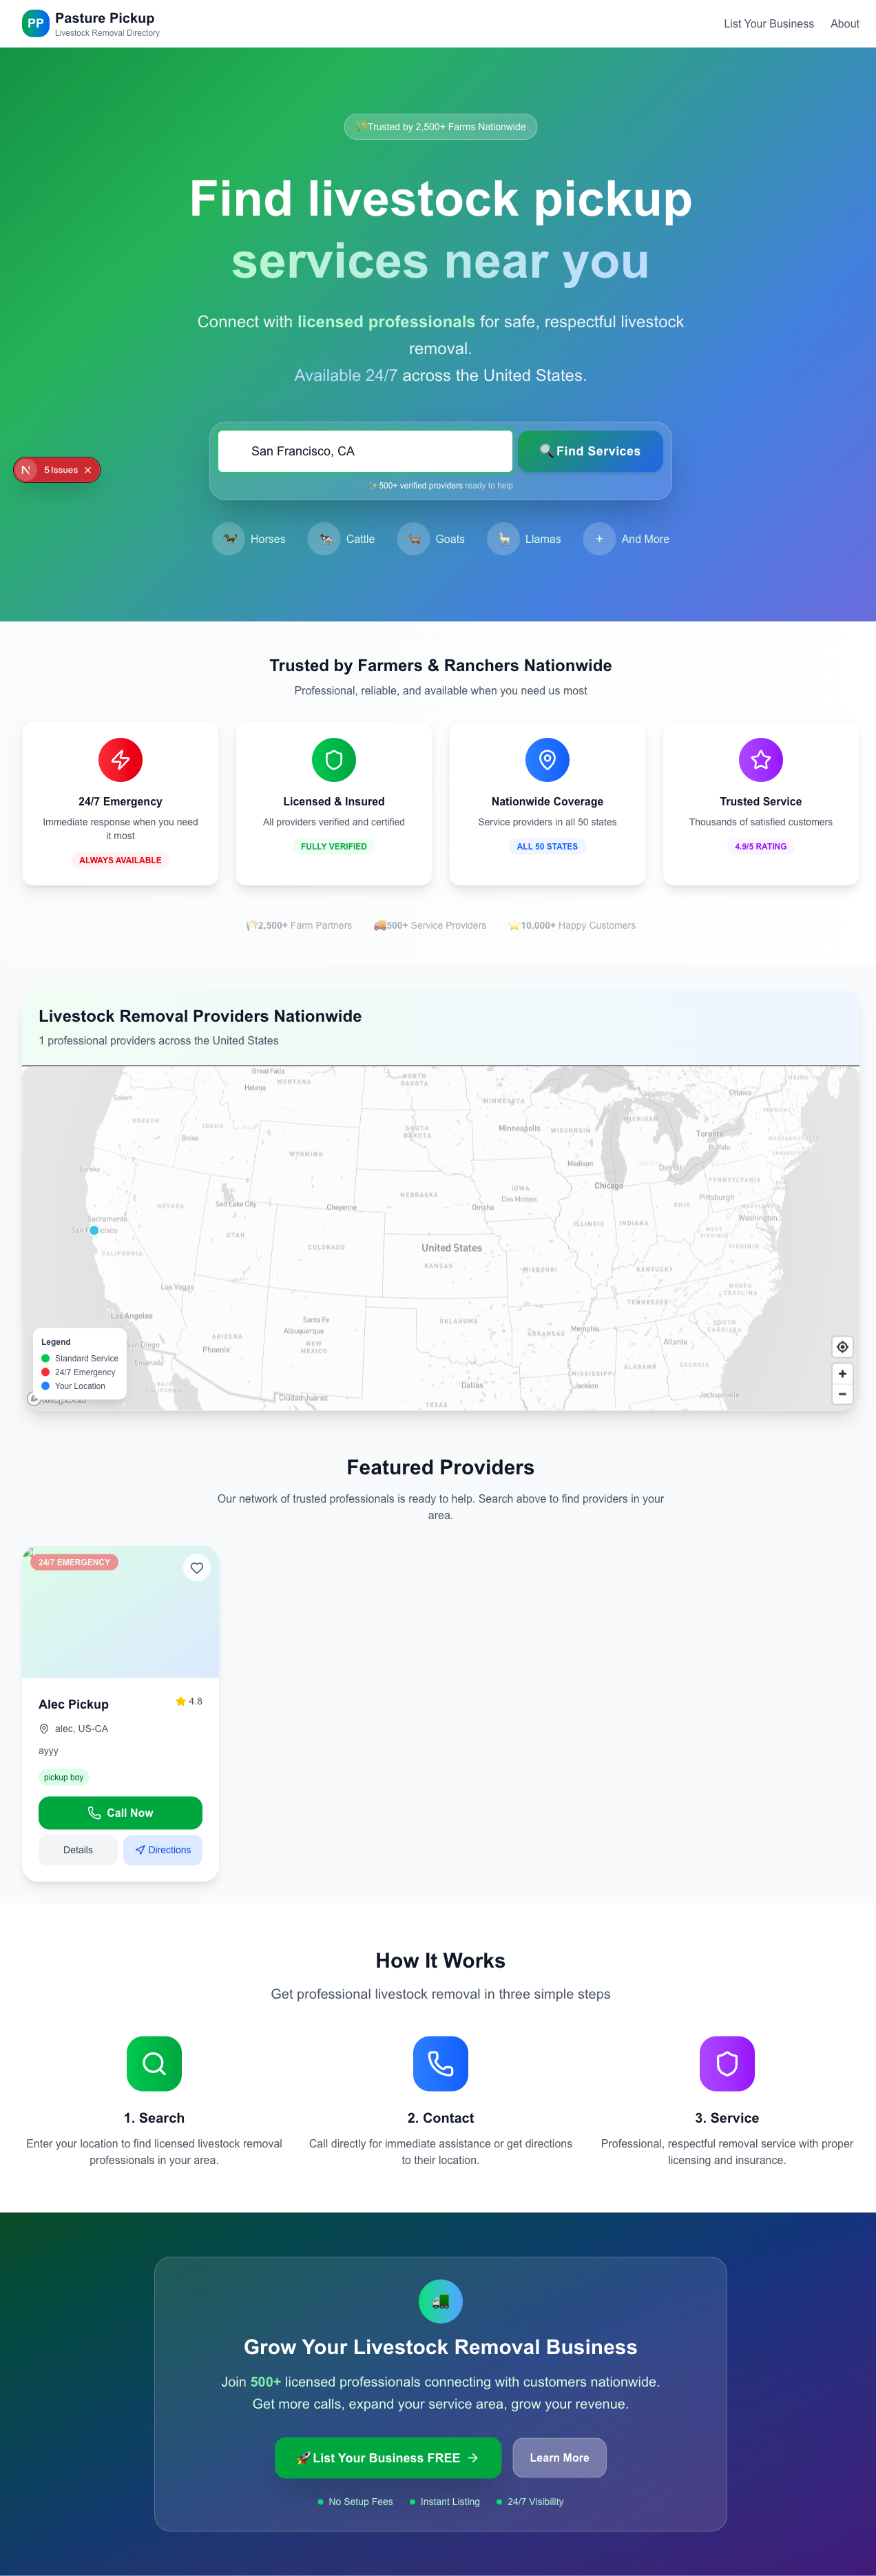 PP
Pasture Pickup
Livestock Removal Directory
List Your Business
About
Trusted by 2,500+ Farms Nationwide
Find livestock pickup
services near you
Connect with licensed professionals for safe, respectful livestock
removal.
Available 24/7 across the United States.
San Francisco, CA
Find Services
N
5 Issues
500+ verified providers ready to help
Horses
Cattle
Goats
Llamas
+
And More
Trusted by Farmers & Ranchers Nationwide
Professional, reliable, and available when you need us most
24/7 Emergency
Immediate response when you need
it most
ALWAYS AVAILABLE
Licensed & Insured
All providers verified and certified
FULLY VERIFIED
Nationwide Coverage
Service providers in all 50 states
ALL 50 STATES
Trusted Service
Thousands of satisfied customers
4.9/5 RATING
2,500+ Farm Partners
500+ Service Providers
10,000+ Happy Customers
Livestock Removal Providers Nationwide
1 professional providers across the United States
Great Falls
MONTANA
Helena
NORTH
DAKOTA
MAINE
Ottawa
Salem
MINNESOTA
VERMONT
OREGON
IDAHO
SOUTH
DAKOTA
Minneapolis
WISCONSIN
MICHIGAN
Toronto
MASSACHUSETTS
Boise
Buffalo
WYOMING
Madison
London
Detroit
Eureka
Chicago
PENNSYLVANIA
IOWA
NEBRASKA
Des Moines
Pittsburgh
NEVADA
Salt Lake City
Cheyenne
Omaha
OHIO
MARYLAND
Sacramento
Washington
San F cisco
ILLINOIS
INDIANA
WEST
VIRGINIA
UTAH
COLORADO
United States
VIRGINIA
CALIFORNIA
KANSAS
MISSOURI
KENTUCKY
Las Vegas
NORTH
CAROLINA
TENNESSEE
Los Angeles
Santa Fe
OKLAHOMA
SOUTH
CAROLINA
Albuquerque
ARKANSAS
Memphis
ARIZONA
NEW
MEXICO
Atlanta
San Diego
Phoenix
ALABAMA
GEORGIA
Ensenada
MISSISSIPPI
BAJA
CALIFORNIA
Dallas
Jackson
Ciudad Juárez
Jacksonville
TEXAS
Legend
Standard Service
24/7 Emergency
Your Location
mapbox
Featured Providers
Our network of trusted professionals is ready to help. Search above to find providers in your
area.
24/7 EMERGENCY
Alec Pickup
4.8
alec, US-CA
ayyy
pickup boy
Call Now
Details
Directions
How It Works
Get professional livestock removal in three simple steps
1. Search
Enter your location to find licensed livestock removal
professionals in your area.
2. Contact
Call directly for immediate assistance or get directions
to their location.
3. Service
Professional, respectful removal service with proper
licensing and insurance.
Grow Your Livestock Removal Business
Join 500+ licensed professionals connecting with customers nationwide.
Get more calls, expand your service area, grow your revenue.
List Your Business FREE
Learn More
No Setup Fees
Instant Listing
24/7 Visibility